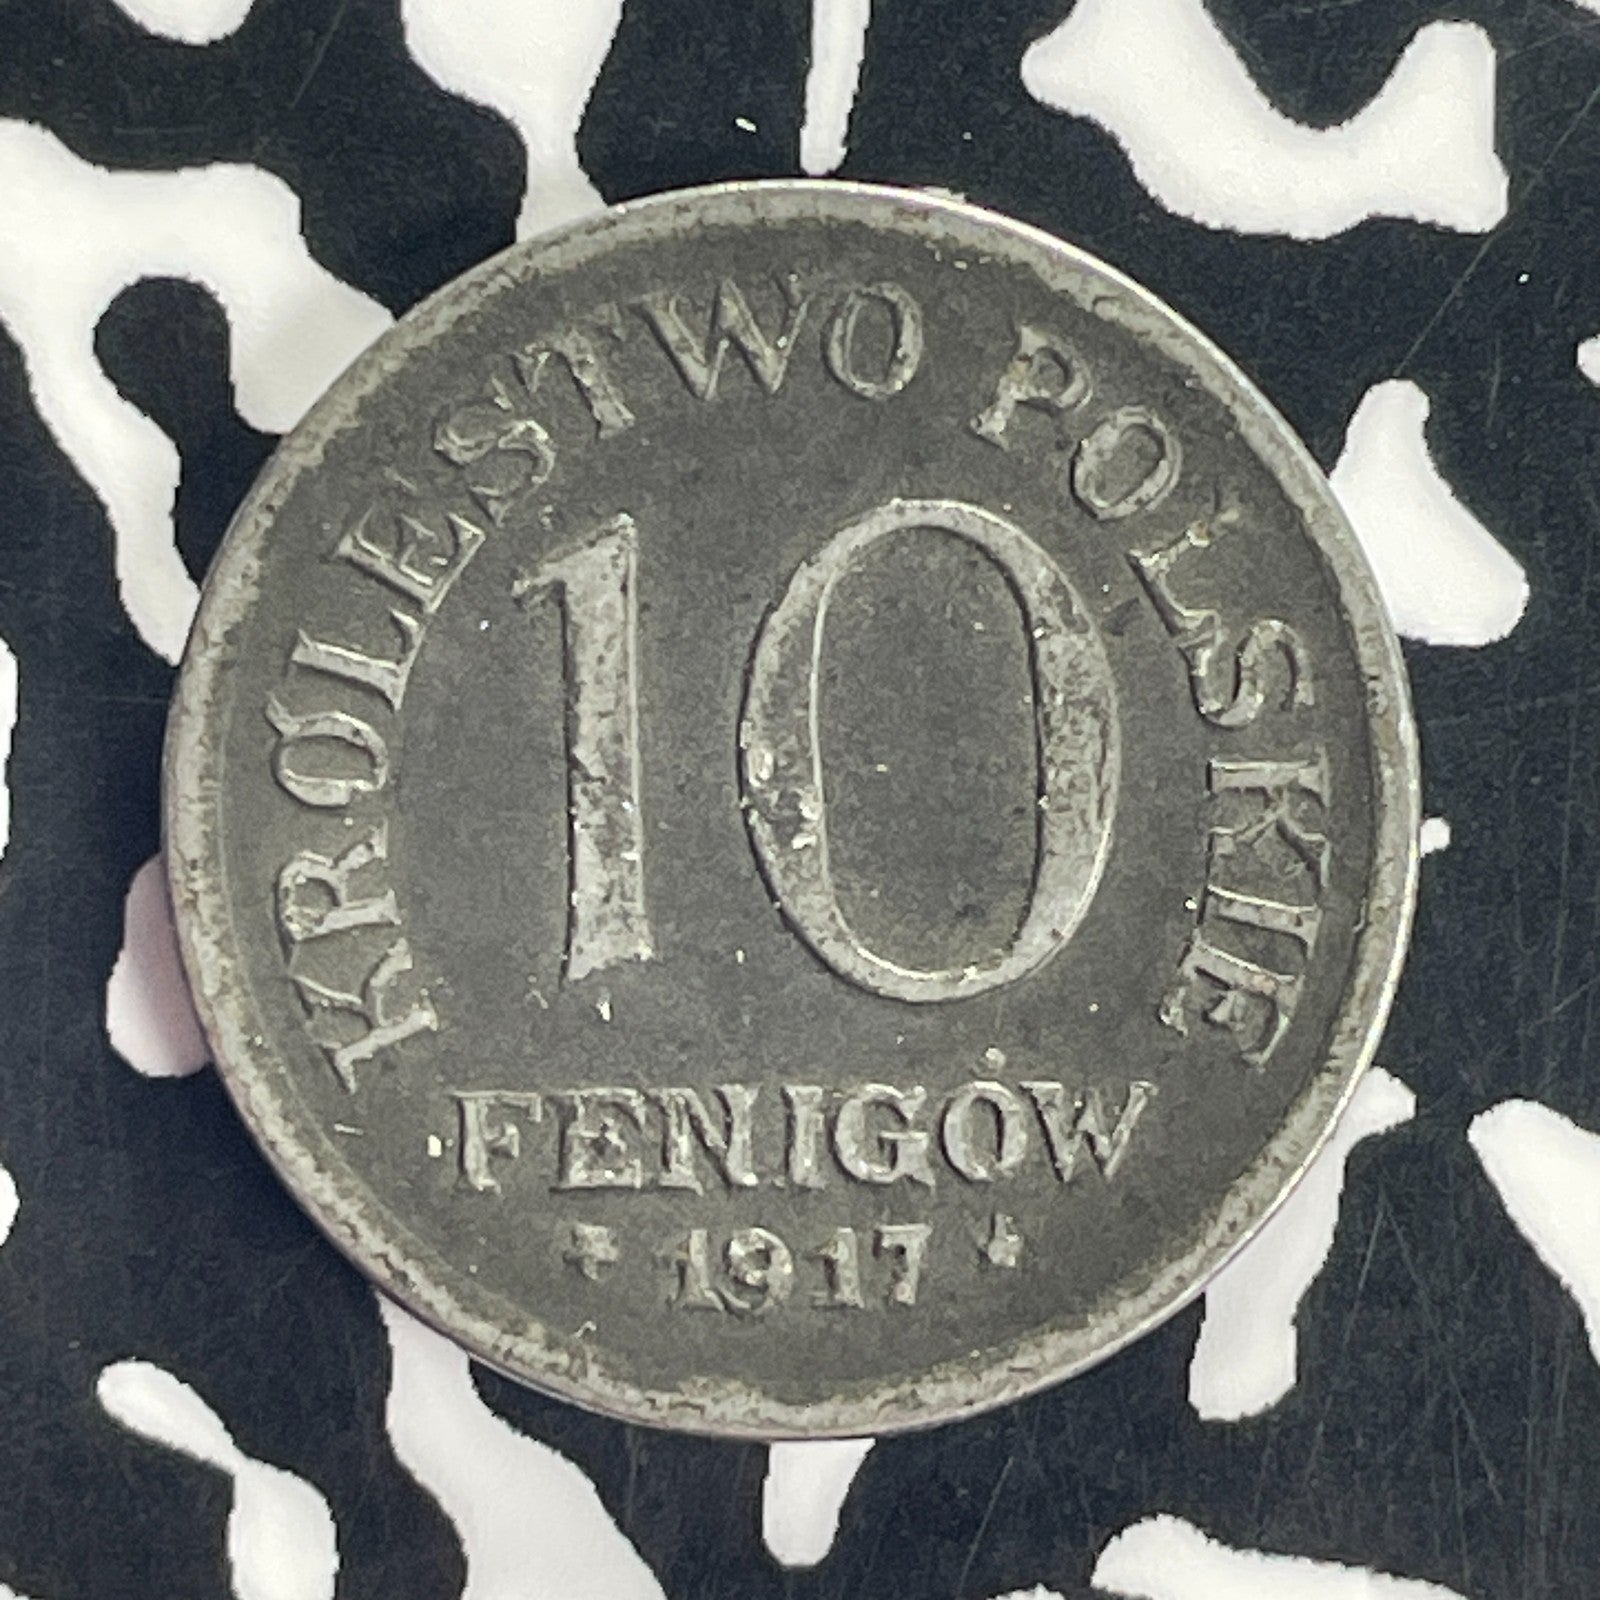 KRÓLESTWO POLSKIE
10
FENIGÓW
1917